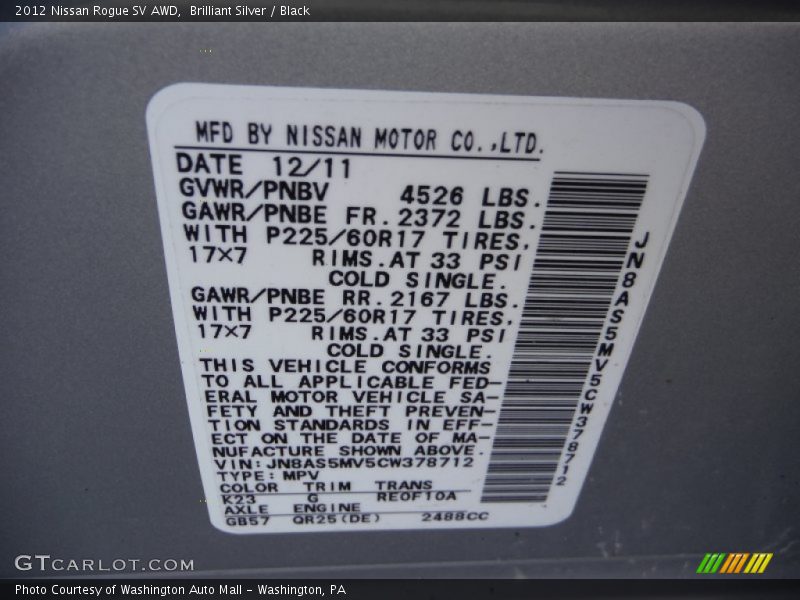 2012 Nissan Rogue SV AWD, Brilliant Silver / Black
MFD BY NISSAN MOTOR CO.,LTD.
DATE 12/11
GVWR/PNBV 4526 LBS.
GAWR/PNBE FR.2372 LBS.
WITH P225/60R17 TIRES.
17×7 RIMS.AT 33 PSI
COLD SINGLE.
GAWR/PNBE RR.2167 LBS.
WITH P225/60R17 TIRES.
17×7 RIMS.AT 33 PSI
COLD SINGLE.
THIS VEHICLE CONFORMS
TO ALL APPLICABLE FED-
ERAL MOTOR VEHICLE SA-
FETY AND THEFT PREVEN-
TION STANDARDS IN EFF-
ECT ON THE DATE OF MA-
NUFACTURE SHOWN ABOVE.
VIN:JN8AS5MV5CW378712
TYPE:MPV
COLOR TRIM TRANS
K23 G RE0F10A
AXLE ENGINE
GB57 QR25(DE) 2488CC
JN8AS5MV5CW378712
GTCARLOT.COM
Photo Courtesy of Washington Auto Mall - Washington, PA